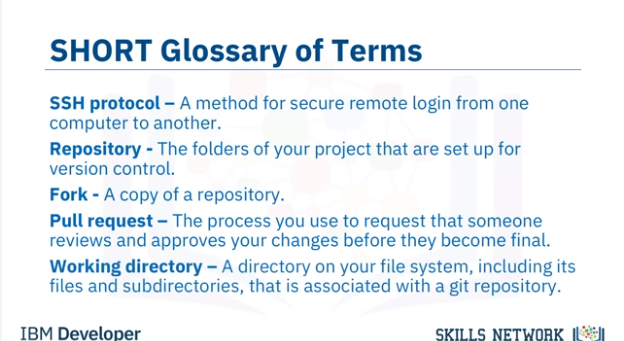 SHORT Glossary of Terms
SSH protocol – A method for secure remote login from one
computer to another.
Repository - The folders of your project that are set up for
version control.
Fork - A copy of a repository.
Pull request – The process you use to request that someone
reviews and approves your changes before they become final.
Working directory – A directory on your file system, including its
files and subdirectories, that is associated with a git repository.
IBM Developer
SKILLS NETWORK